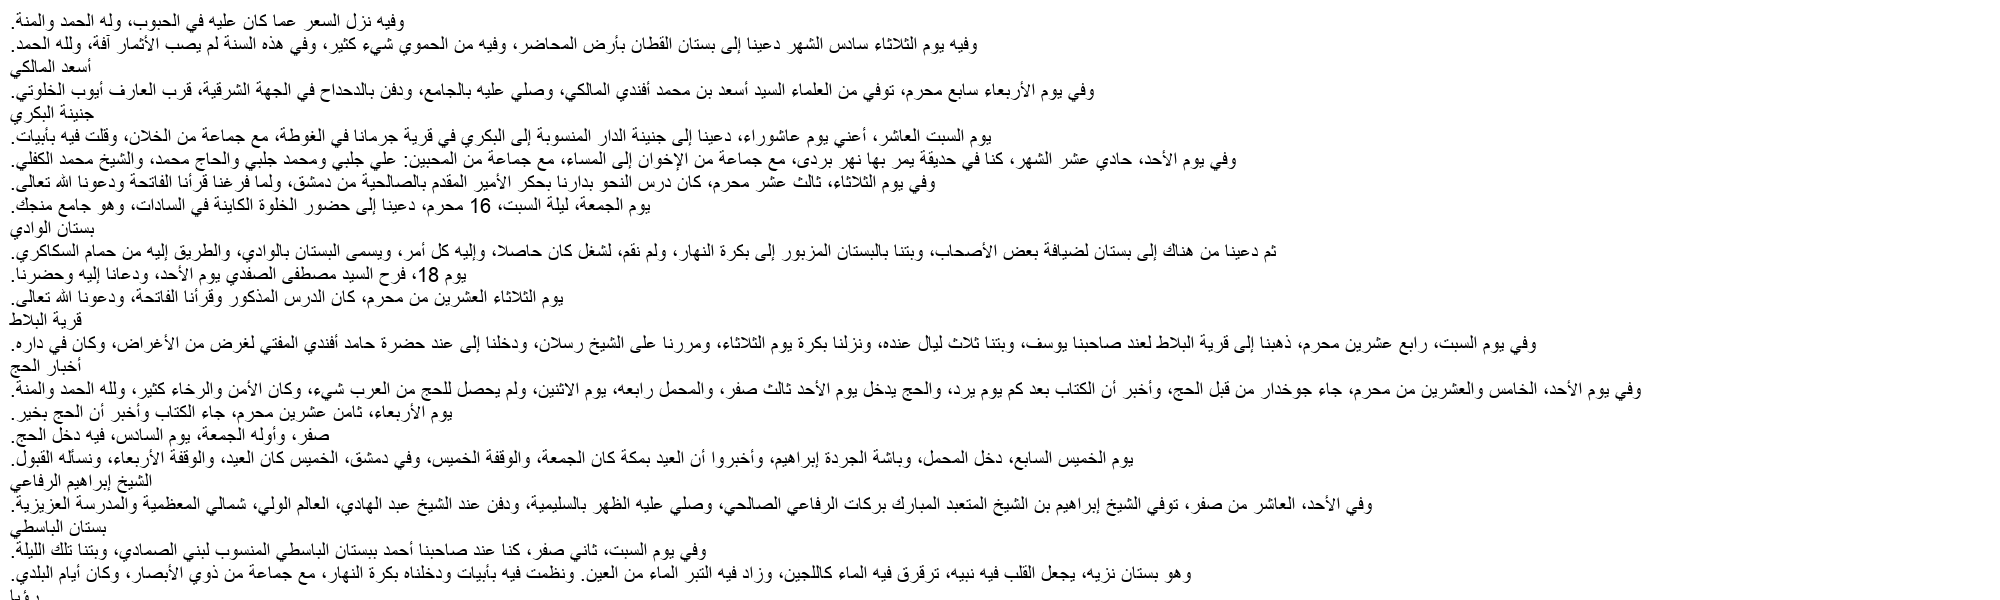 وفيه نزل السعر عما كان عليه في الحبوب، وله الحمد والمنة.
وفيه يوم الثلاثاء سادس الشهر دعينا إلى بستان القطان بأرض المحاضر، وفيه من الحموي شيء كثير، وفي هذه السنة لم يصب الأثمار آفة، ولله الحمد.
أسعد المالكي
وفي يوم الأربعاء سابع محرم، توفي من العلماء السيد أسعد بن محمد أفندي المالكي، وصلي عليه بالجامع، ودفن بالدحداح في الجهة الشرقية، قرب العارف أيوب الخلوتي.
جنينة البكري
يوم السبت العاشر، أعني يوم عاشوراء، دعينا إلى جنينة الدار المنسوبة إلى البكري في قرية جرمانا في الغوطة، مع جماعة من الخلان، وقلت فيه بأبيات.
وفي يوم الأحد، حادي عشر الشهر، كنا في حديقة يمر بها نهر بردى، مع جماعة من الإخوان إلى المساء، مع جماعة من المحبين: علي جلبي ومحمد جلبي والحاج محمد، والشيخ محمد الكفلي.
وفي يوم الثلاثاء، ثالث عشر محرم، كان درس النحو بدارنا بحكر الأمير المقدم بالصالحية من دمشق، ولما فرغنا قرأنا الفاتحة ودعونا الله تعالى.
يوم الجمعة، ليلة السبت، 16 محرم، دعينا إلى حضور الخلوة الكاينة في السادات، وهو جامع منجك.
بستان الوادي
ثم دعينا من هناك إلى بستان لضيافة بعض الأصحاب، وبتنا بالبستان المزبور إلى بكرة النهار، ولم نقم، لشغل كان حاصلا، وإليه كل أمر، ويسمى البستان بالوادي، والطريق إليه من حمام السكاكري.
يوم 18، فرح السيد مصطفى الصفدي يوم الأحد، ودعانا إليه وحضرنا.
يوم الثلاثاء العشرين من محرم، كان الدرس المذكور وقرأنا الفاتحة، ودعونا الله تعالى.
قرية البلاط
وفي يوم السبت، رابع عشرين محرم، ذهبنا إلى قرية البلاط لعند صاحبنا يوسف، وبتنا ثلاث ليال عنده، ونزلنا بكرة يوم الثلاثاء، ومررنا على الشيخ رسلان، ودخلنا إلى عند حضرة حامد أفندي المفتي لغرض من الأغراض، وكان في داره.
أخبار الحج
وفي يوم الأحد، الخامس والعشرين من محرم، جاء جوخدار من قبل الحج، وأخبر أن الكتاب بعد كم يوم يرد، والحج يدخل يوم الأحد ثالث صفر، والمحمل رابعه، يوم الاثنين، ولم يحصل للحج من العرب شيء، وكان الأمن والرخاء كثير، ولله الحمد والمنة.
يوم الأربعاء، ثامن عشرين محرم، جاء الكتاب وأخبر أن الحج بخير.
صفر، وأوله الجمعة، يوم السادس، فيه دخل الحج.
يوم الخميس السابع، دخل المحمل، وباشة الجردة إبراهيم، وأخبروا أن العيد بمكة كان الجمعة، والوقفة الخميس، وفي دمشق، الخميس كان العيد، والوقفة الأربعاء، ونسأله القبول.
الشيخ إبراهيم الرفاعي
وفي الأحد، العاشر من صفر، توفي الشيخ إبراهيم بن الشيخ المتعبد المبارك بركات الرفاعي الصالحي، وصلي عليه الظهر بالسليمية، ودفن عند الشيخ عبد الهادي، العالم الولي، شمالي المعظمية والمدرسة العزيزية.
بستان الباسطي
وفي يوم السبت، ثاني صفر، كنا عند صاحبنا أحمد ببستان الباسطي المنسوب لبني الصمادي، وبتنا تلك الليلة.
وهو بستان نزيه، يجعل القلب فيه نبيه، ترقرق فيه الماء كاللجين، وزاد فيه التبر الماء من العين. ونظمت فيه بأبيات ودخلناه بكرة النهار، مع جماعة من ذوي الأبصار، وكان أيام البلدي.